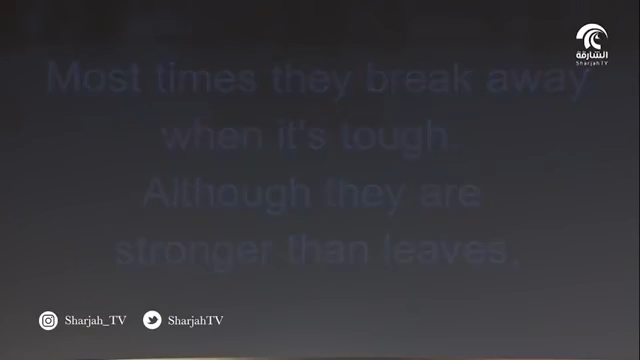 الشارقة
SharjahTV
Most times they break away
when it's tough.
Although they are
stronger than leaves,
Sharjah_TV
SharjahTV